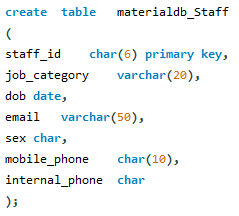 create table materialdb_Staff
(
staff_id char(6) primary key,
job_category varchar(20),
dob date,
email varchar(50),
sex char,
mobile_phone char(10),
internal_phone char
);